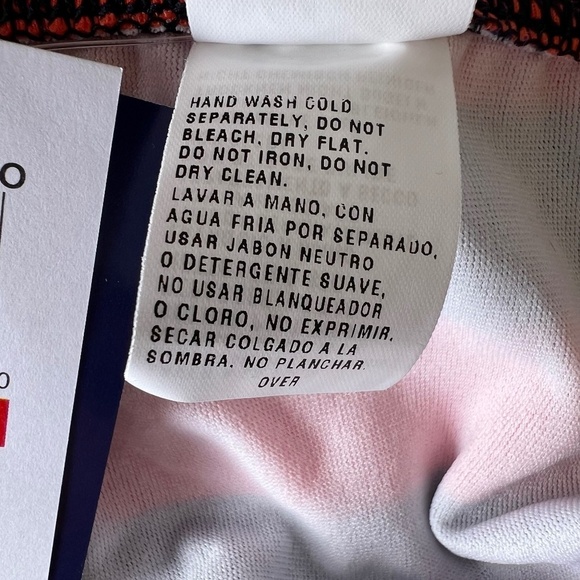 O
O
HAND WASH COLD
SEPARATELY, DO NOT
BLEACH, DRY FLAT.
DO NOT IRON, DO NOT
DRY CLEAN.
LAVAR A MANO, CON
AGUA FRIA POR SEPARADO,
USAR JABON NEUTRO
O DETERGENTE SUAVE,
NO USAR BLANQUEADOR
O CLORO, NO EXPRIMIR,
SECAR COLGADO A LA
SOMBRA. NO PLANCHAR
OVER